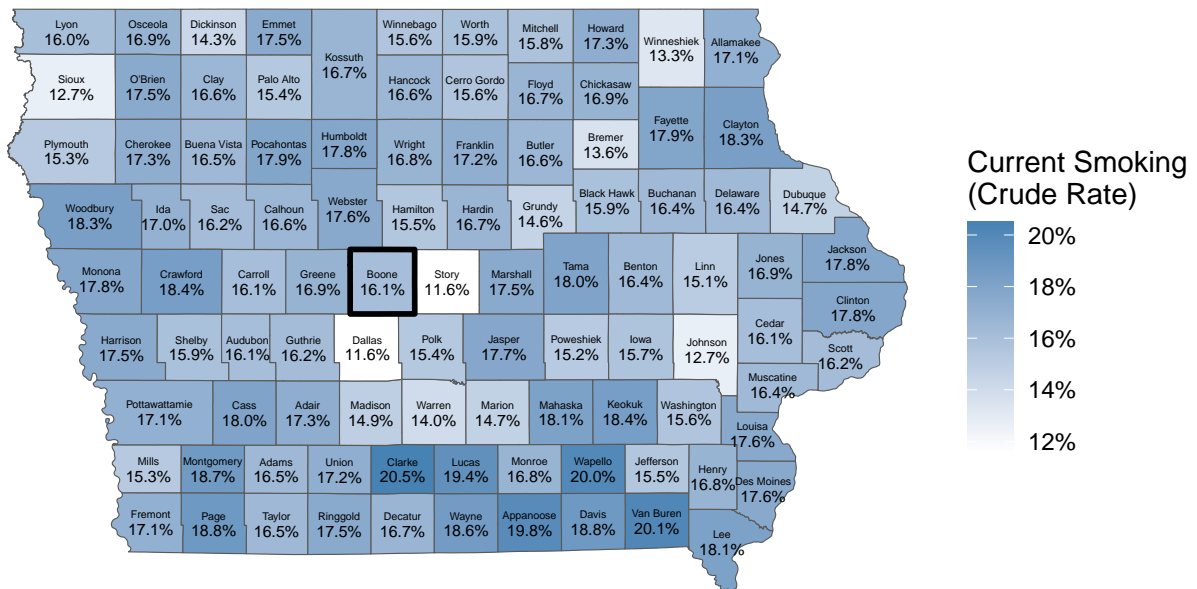 Lyon
16.0%
Osceola
16.9%
Dickinson
14.3%
Emmet
17.5%
Kossuth
16.7%
Winnebago
15.6%
Worth
15.9%
Mitchell
15.8%
Howard
17.3%
Winneshiek
13.3%
Allamakee
17.1%
Sioux
12.7%
O'Brien
17.5%
Clay
16.6%
Palo Alto
15.4%
Hancock
16.6%
Cerro Gordo
15.6%
Floyd
16.7%
Chickasaw
16.9%
Plymouth
15.3%
Cherokee
17.3%
Buena Vista
16.5%
Pocahontas
17.9%
Humboldt
17.8%
Wright
16.8%
Franklin
17.2%
Butler
16.6%
Bremer
13.6%
Fayette
17.9%
Clayton
18.3%
Woodbury
18.3%
Ida
17.0%
Sac
16.2%
Calhoun
16.6%
Webster
17.6%
Hamilton
15.5%
Hardin
16.7%
Grundy
14.6%
Black Hawk
15.9%
Buchanan
16.4%
Delaware
16.4%
Dubuque
14.7%
Monona
17.8%
Crawford
18.4%
Carroll
16.1%
Greene
16.9%
Boone
16.1%
Story
11.6%
Marshall
17.5%
Tama
18.0%
Benton
16.4%
Linn
15.1%
Jones
16.9%
Jackson
17.8%
Clinton
17.8%
Harrison
17.5%
Shelby
15.9%
Audubon
16.1%
Guthrie
16.2%
Dallas
11.6%
Polk
15.4%
Jasper
17.7%
Poweshiek
15.2%
Iowa
15.7%
Johnson
12.7%
Cedar
16.1%
Scott
16.2%
Muscatine
16.4%
Pottawattamie
17.1%
Cass
18.0%
Adair
17.3%
Madison
14.9%
Warren
14.0%
Marion
14.7%
Mahaska
18.1%
Keokuk
18.4%
Washington
15.6%
Louisa
17.6%
Mills
15.3%
Montgomery
18.7%
Adams
16.5%
Union
17.2%
Clarke
20.5%
Lucas
19.4%
Monroe
16.8%
Wapello
20.0%
Jefferson
15.5%
Henry
16.8%
Des Moines
17.6%
Fremont
17.1%
Page
18.8%
Taylor
16.5%
Ringgold
17.5%
Decatur
16.7%
Wayne
18.6%
Appanoose
19.8%
Davis
18.8%
Van Buren
20.1%
Lee
18.1%
Current Smoking
(Crude Rate)
20%
18%
16%
14%
12%